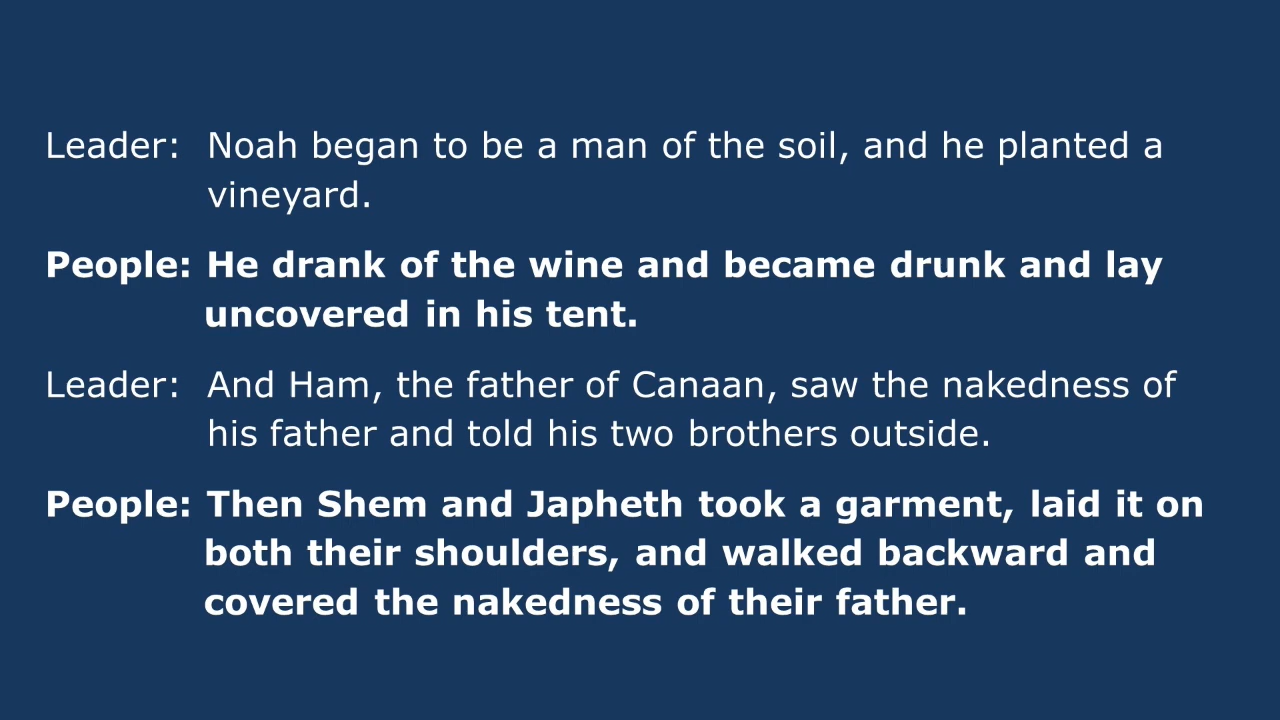 Leader: Noah began to be a man of the soil, and he planted a
vineyard.
People: He drank of the wine and became drunk and lay
uncovered in his tent.
Leader: And Ham, the father of Canaan, saw the nakedness of
his father and told his two brothers outside.
People: Then Shem and Japheth took a garment, laid it on
both their shoulders, and walked backward and
covered the nakedness of their father.